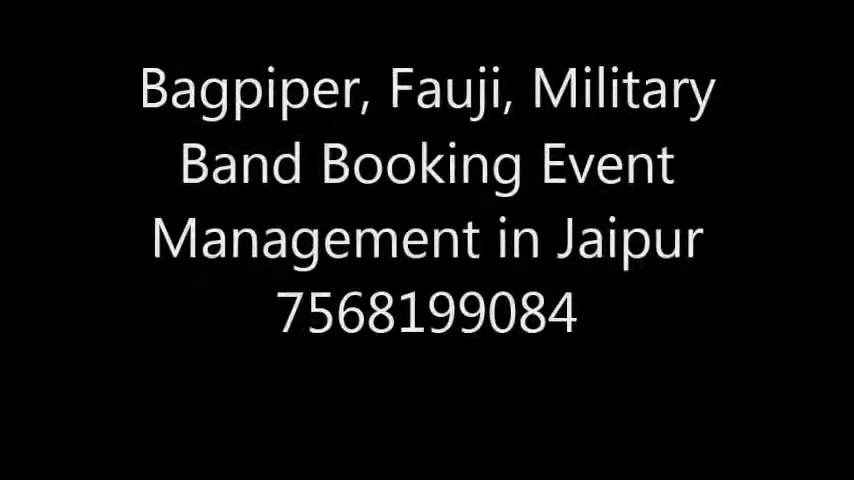 Bagpiper, Fauji, Military
Band Booking Event
Management in Jaipur
7568199084